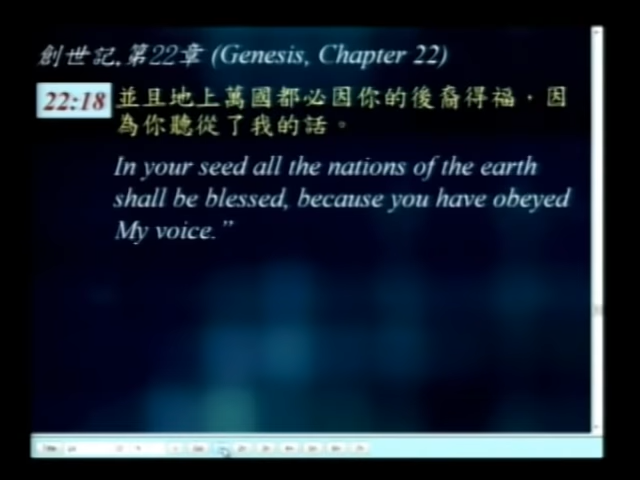 創世記,第22章 (Genesis, Chapter 22)
22:18 並且地上萬國都必因你的後裔得福,因
為你聽從了我的話。
In your seed all the nations of the earth
shall be blessed, because you have obeyed
My voice.”